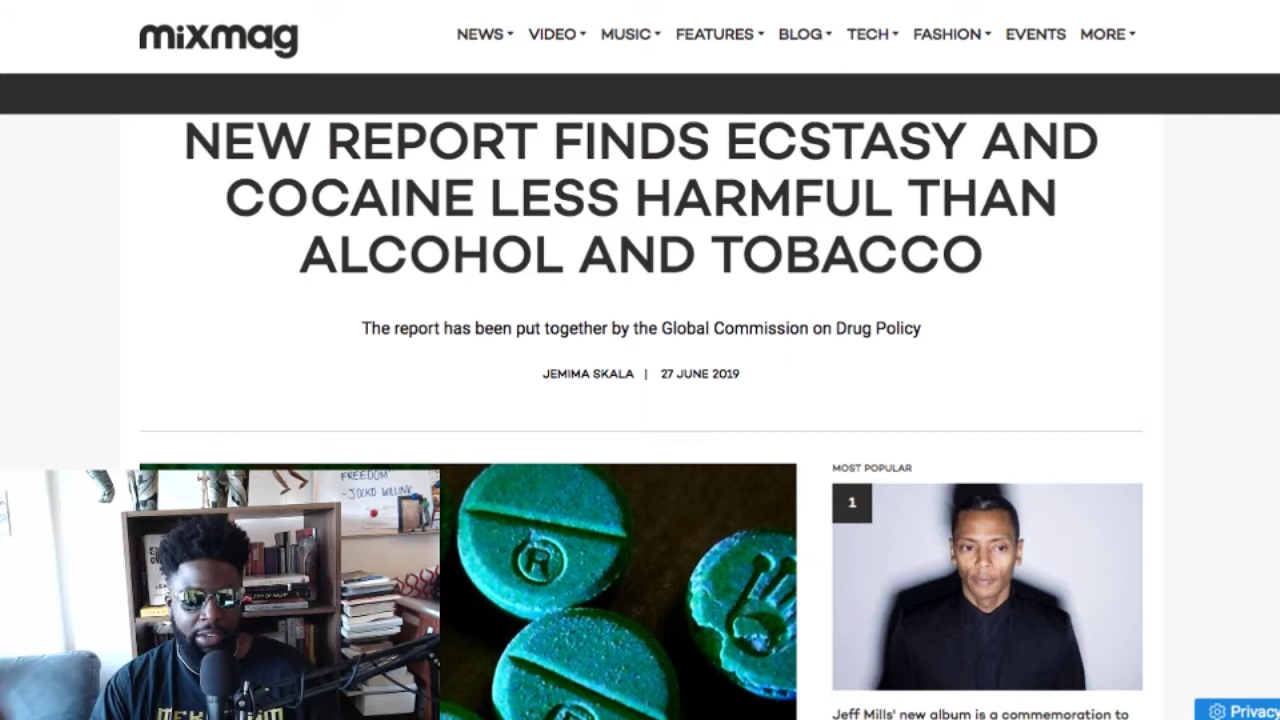 mixmag
NEWS VIDEO MUSIC FEATURES BLOG TECH FASHION EVENTS MORE
NEW REPORT FINDS ECSTASY AND
COCAINE LESS HARMFUL THAN
ALCOHOL AND TOBACCO
The report has been put together by the Global Commission on Drug Policy
JEMIMA SKALA | 27 JUNE 2019
MOST POPULAR
1
FREEDOM"
-JOCKO WILLINK
R
Jeff Mills' new album is a commemoration to
Privacy